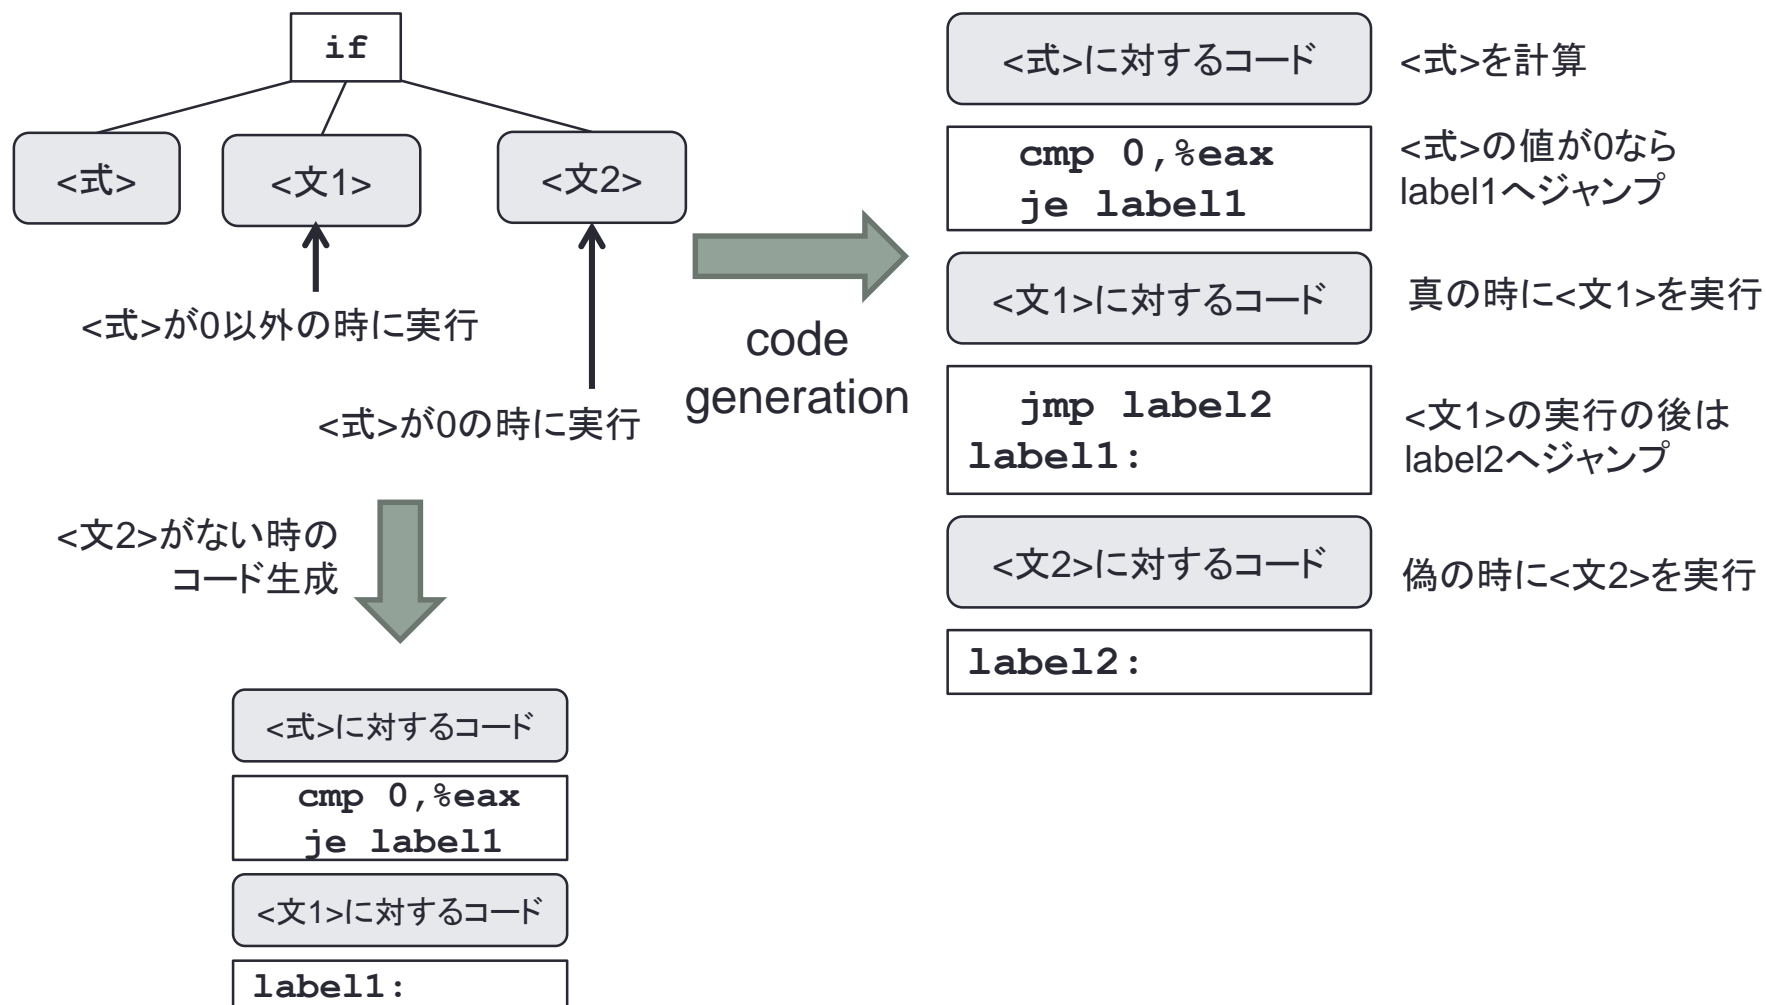 if
<式>
<文1>
<文2>
<式>が0以外の時に実行
<式>が0の時に実行
code
generation
<式>に対するコード
<式>を計算
cmp 0,%eax
je label1
<式>の値が0なら
label1へジャンプ
<文1>に対するコード
真の時に<文1>を実行
jmp label2
label1:
<文1>の実行の後は
label2へジャンプ
<文2>に対するコード
偽の時に<文2>を実行
label2:
<文2>がない時の
コード生成
<式>に対するコード
cmp 0,%eax
je label1
<文1>に対するコード
label1: